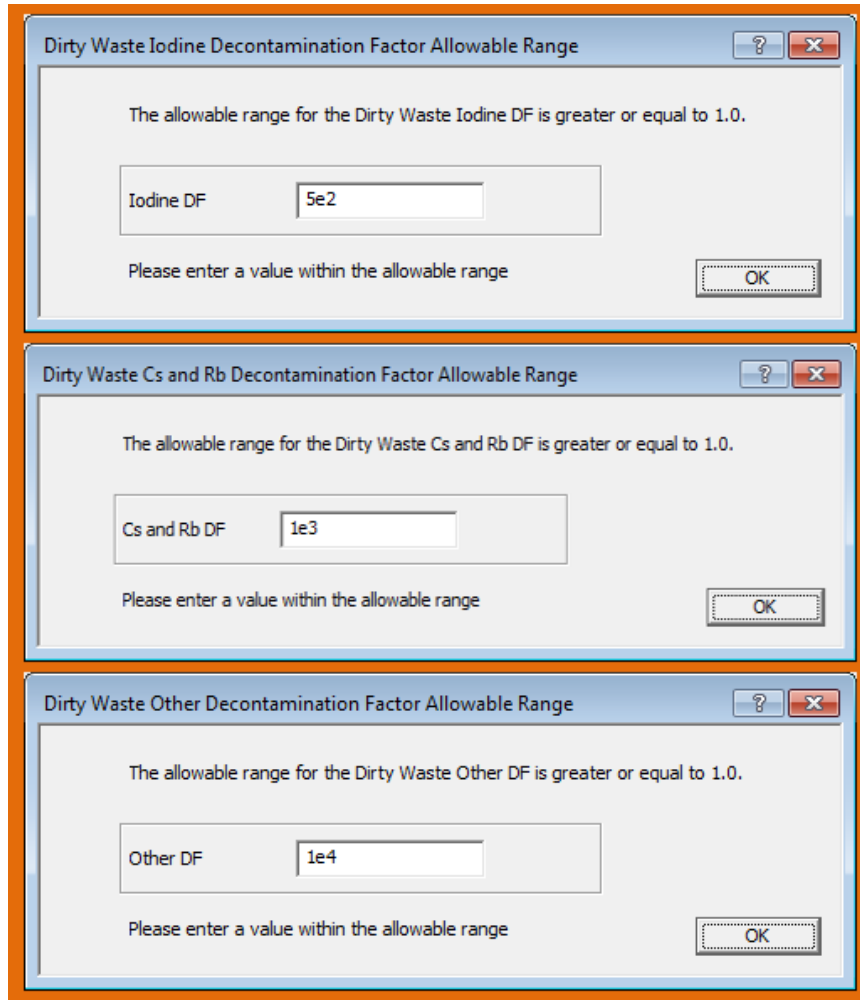 Dirty Waste Iodine Decontamination Factor Allowable Range
The allowable range for the Dirty Waste Iodine DF is greater or equal to 1.0.
Iodine DF 5e2
Please enter a value within the allowable range
OK
Dirty Waste Cs and Rb Decontamination Factor Allowable Range
The allowable range for the Dirty Waste Cs and Rb DF is greater or equal to 1.0.
Cs and Rb DF 1e3
Please enter a value within the allowable range
OK
Dirty Waste Other Decontamination Factor Allowable Range
The allowable range for the Dirty Waste Other DF is greater or equal to 1.0.
Other DF 1e4
Please enter a value within the allowable range
OK